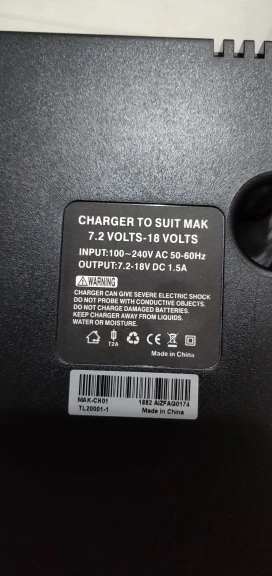 CHARGER TO SUIT MAK
7.2 VOLTS-18 VOLTS
INPUT:100~240V AC 50-60Hz
OUTPUT:7.2-18V DC 1.5A
WARNING
CHARGER CAN GIVE SEVERE ELECTRIC SHOCK
DO NOT PROBE WITH CONDUCTIVE OBJECTS.
DO NOT CHARGE DAMAGED BATTERIES.
KEEP CHARGER AWAY FROM LIQUIDS.
WATER OR MOISTURE.
T2A CE
Made in China
MAK-CH01 1882 AIZFAG0174
TL20001-1 Made in China